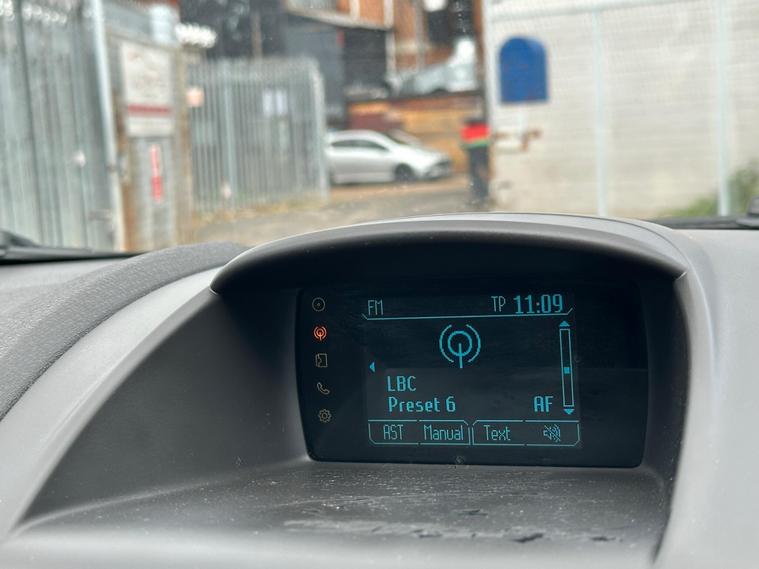 FM TP 11:09
LBC
Preset 6 AF
AST Manual Text